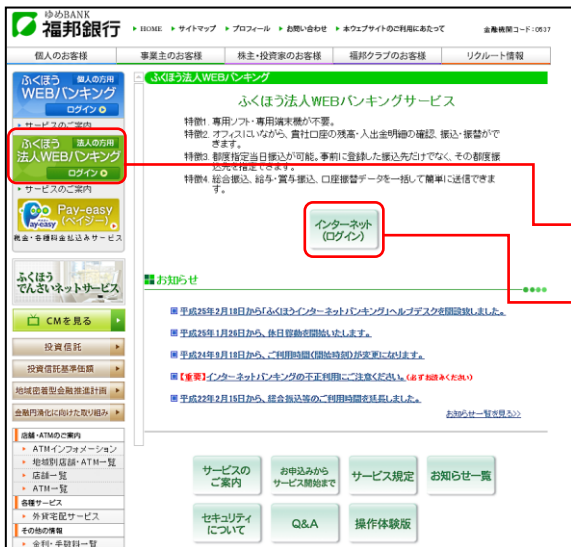 ゆめBANK
福邦銀行
HOME サイトマップ プロフィール お問い合わせ 本ウェブサイトのご利用にあたって 金融機関コード:0537
個人のお客様 事業主のお客様 株主・投資家のお客様 福邦クラブのお客様 リクルート情報
ふくほう 個人の方用
WEBバンキング
ログイン
サービスのご案内
ふくほう 法人の方用
法人WEBバンキング
ログイン
サービスのご案内
Pay-easy
Pay-easy
(ペイジー)
税金・各種料金払込みサービス
ふくほう
でんさいネットサービス
CMを見る
投資信託
投資信託基準価額
地域密着型金融推進計画
金融円滑化に向けた取り組み
店舗・ATMのご案内
ATMインフォメーション
地域別店舗・ATM一覧
店舗一覧
ATM一覧
各種サービス
外貨宅配サービス
その他の情報
金利・手数料一覧
ふくほう法人WEBバンキング
ふくほう法人WEBバンキングサービス
特徴1. 専用ソフト・専用端末機が不要。
特徴2. オフィスにいながら、貴社口座の残高・入出金明細の確認、振込・振替がで
きます。
特徴3. 都度指定当日振込が可能。事前に登録した振込先だけでなく、その都度振
込先を指定できます。
特徴4. 総合振込、給与・賞与振込、口座振替データを一括して簡単に送信できま
す。
インターネット
(ログイン)
お知らせ
平成25年2月18日から「ふくほうインターネットバンキング」ヘルプデスクを開設致しました。
平成25年1月26日から、休日稼動を開始いたします。
平成24年9月18日から、ご利用時間(開始時刻)が変更になります。
【重要】インターネットバンキングの不正利用にご注意ください。(必ずお読みください)
平成22年2月15日から、総合振込等のご利用時間を延長しました。
お知らせ一覧を見る>>
サービスの
ご案内
お申込みから
サービス開始まで
サービス規定
お知らせ一覧
セキュリティ
について
Q&A
操作体験版